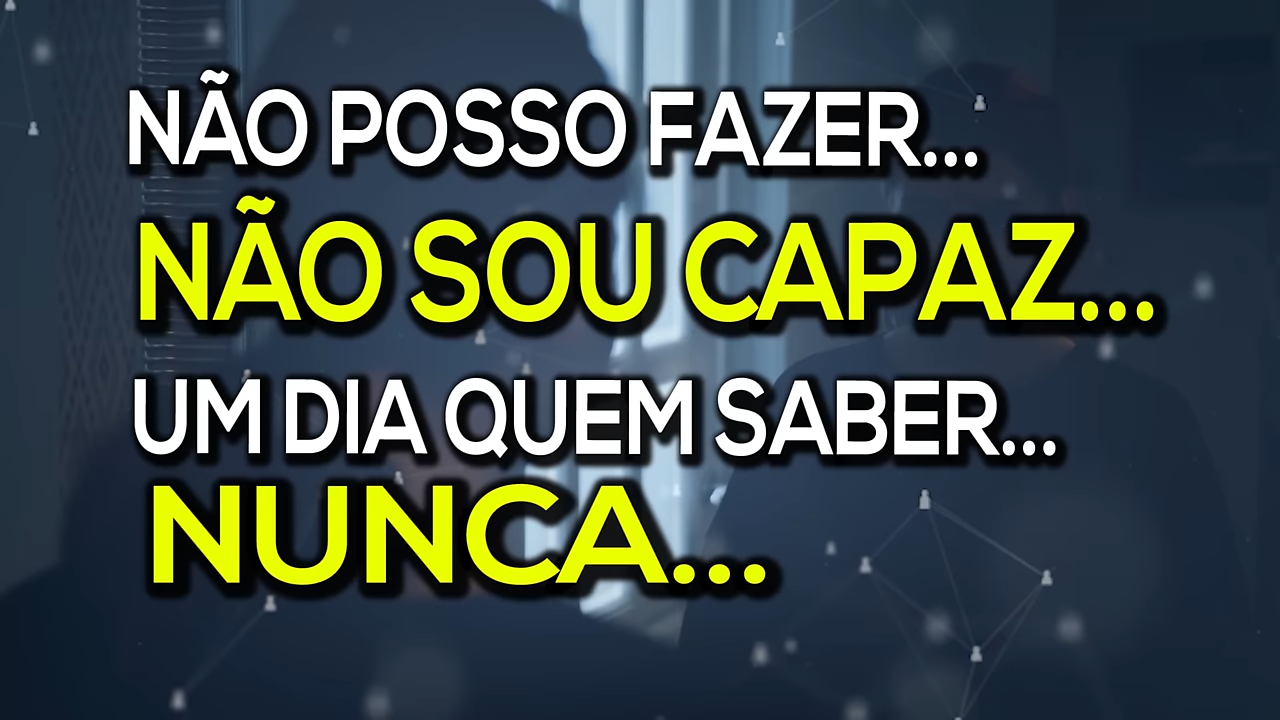 NÃO POSSO FAZER...
NÃO SOU CAPAZ...
UM DIA QUEM SABER...
NUNCA...